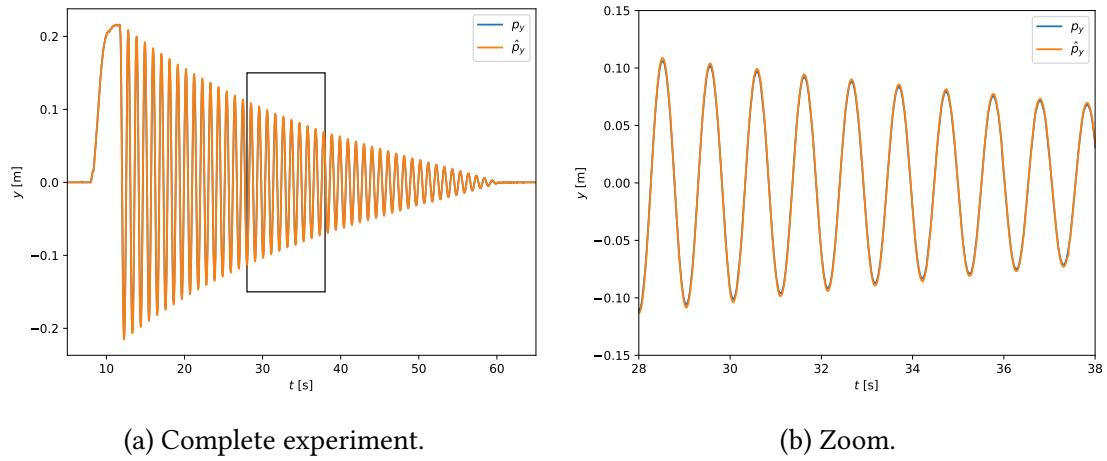 0.2
0.1
0.0
−0.1
−0.2
y [m]
10 20 30 40 50 60
t [s]
p_y
p̂_y
(a) Complete experiment.
0.15
0.10
0.05
0.00
−0.05
−0.10
−0.15
y [m]
28 30 32 34 36 38
t [s]
p_y
p̂_y
(b) Zoom.